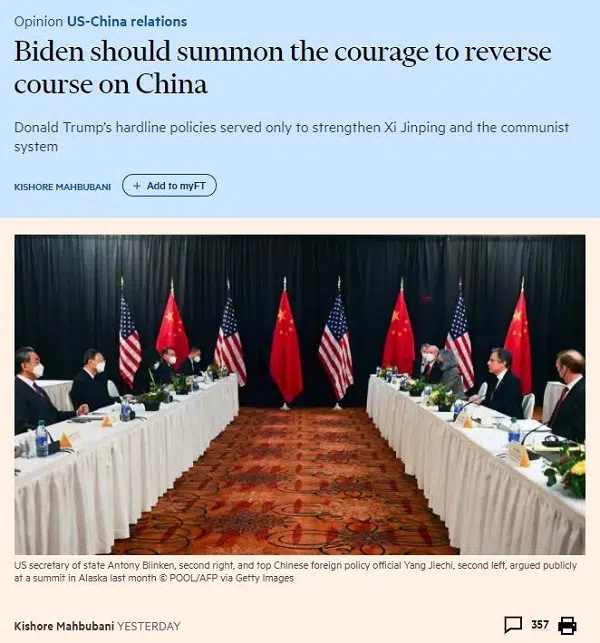 Opinion US-China relations
Biden should summon the courage to reverse
course on China
Donald Trump's hardline policies served only to strengthen Xi Jinping and the communist
system
KISHORE MAHBUBANI + Add to myFT
US secretary of state Antony Blinken, second right, and top Chinese foreign policy official Yang Jiechi, second left, argued publicly
at a summit in Alaska last month © POOL/AFP via Getty Images
Kishore Mahbubani YESTERDAY 357